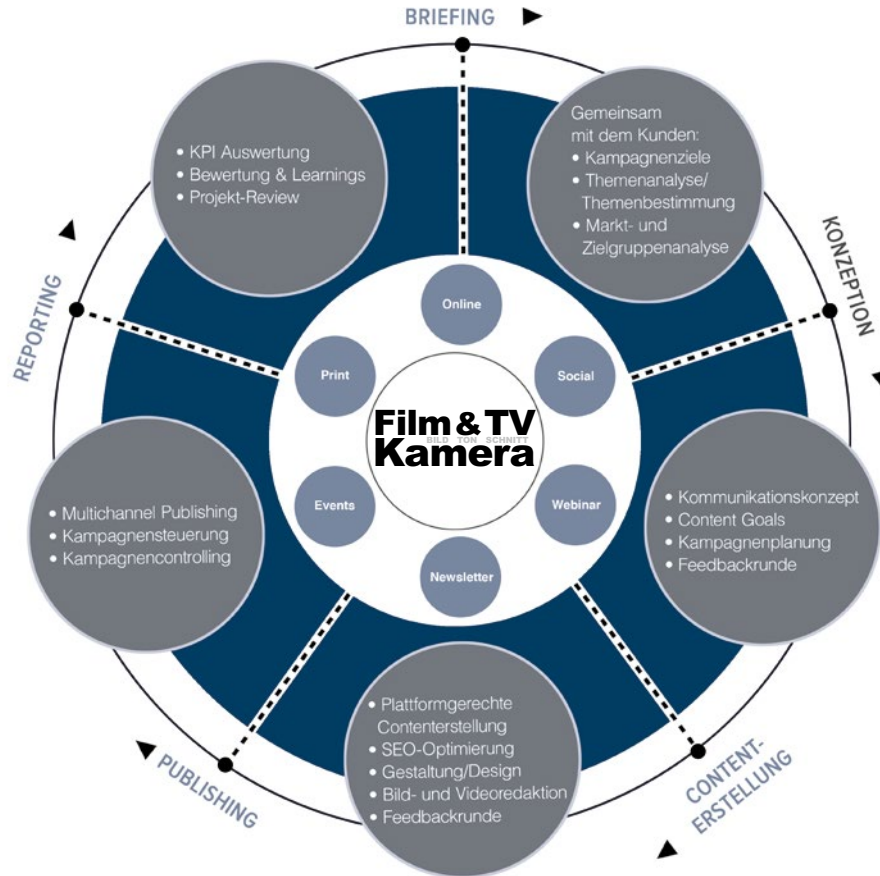 BRIEFING
Gemeinsam
mit dem Kunden:
• Kampagnenziele
• Themenanalyse/
Themenbestimmung
• Markt- und
Zielgruppenanalyse
KONZEPTION
• Kommunikationskonzept
• Content Goals
• Kampagnenplanung
• Feedbackrunde
CONTENT-
ERSTELLUNG
• Plattformgerechte
Contenterstellung
• SEO-Optimierung
• Gestaltung/Design
• Bild- und Videoredaktion
• Feedbackrunde
PUBLISHING
• Multichannel Publishing
• Kampagnensteuerung
• Kampagnencontrolling
REPORTING
• KPI Auswertung
• Bewertung & Learnings
• Projekt-Review
Online
Social
Webinar
Newsletter
Events
Print
Film & TV
BILD TON SCHNITT
Kamera